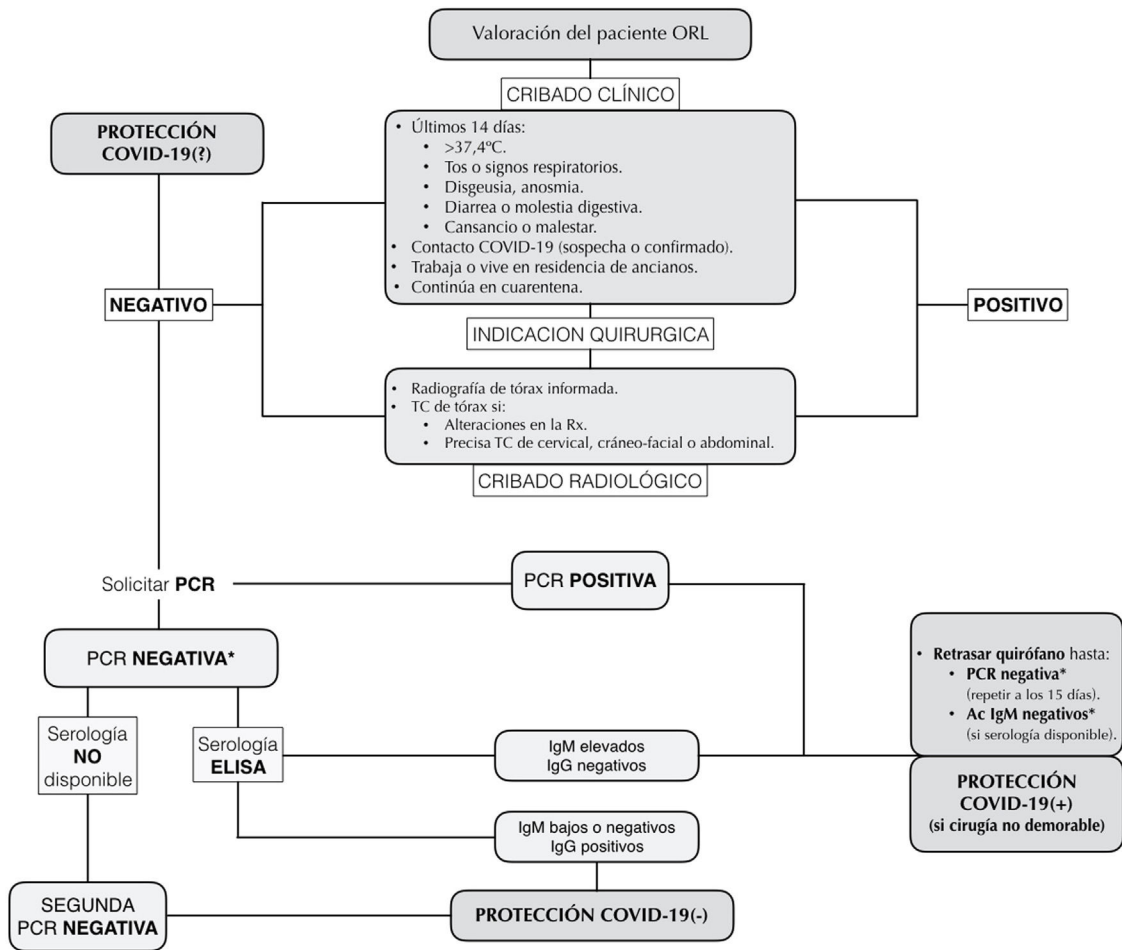 Valoración del paciente ORL
CRIBADO CLÍNICO
PROTECCIÓN
COVID-19(?)
• Últimos 14 días:
• >37,4ºC.
• Tos o signos respiratorios.
• Disgeusia, anosmia.
• Diarrea o molestia digestiva.
• Cansancio o malestar.
• Contacto COVID-19 (sospecha o confirmado).
• Trabaja o vive en residencia de ancianos.
• Continúa en cuarentena.
NEGATIVO
POSITIVO
INDICACION QUIRURGICA
• Radiografía de tórax informada.
• TC de tórax si:
• Alteraciones en la Rx.
• Precisa TC de cervical, cráneo-facial o abdominal.
CRIBADO RADIOLÓGICO
Solicitar PCR
PCR POSITIVA
PCR NEGATIVA*
• Retrasar quirófano hasta:
• PCR negativa*
(repetir a los 15 días).
• Ac IgM negativos*
(si serología disponible).
Serología
NO
disponible
Serología
ELISA
IgM elevados
IgG negativos
PROTECCIÓN
COVID-19(+)
(si cirugía no demorable)
IgM bajos o negativos
IgG positivos
SEGUNDA
PCR NEGATIVA
PROTECCIÓN COVID-19(-)